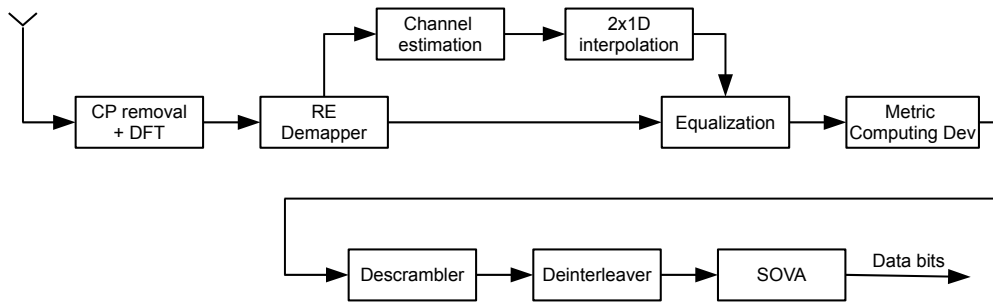 Channel
estimation
2x1D
interpolation
CP removal
+ DFT
RE
Demapper
Equalization
Metric
Computing Dev
Descrambler
Deinterleaver
SOVA
Data bits